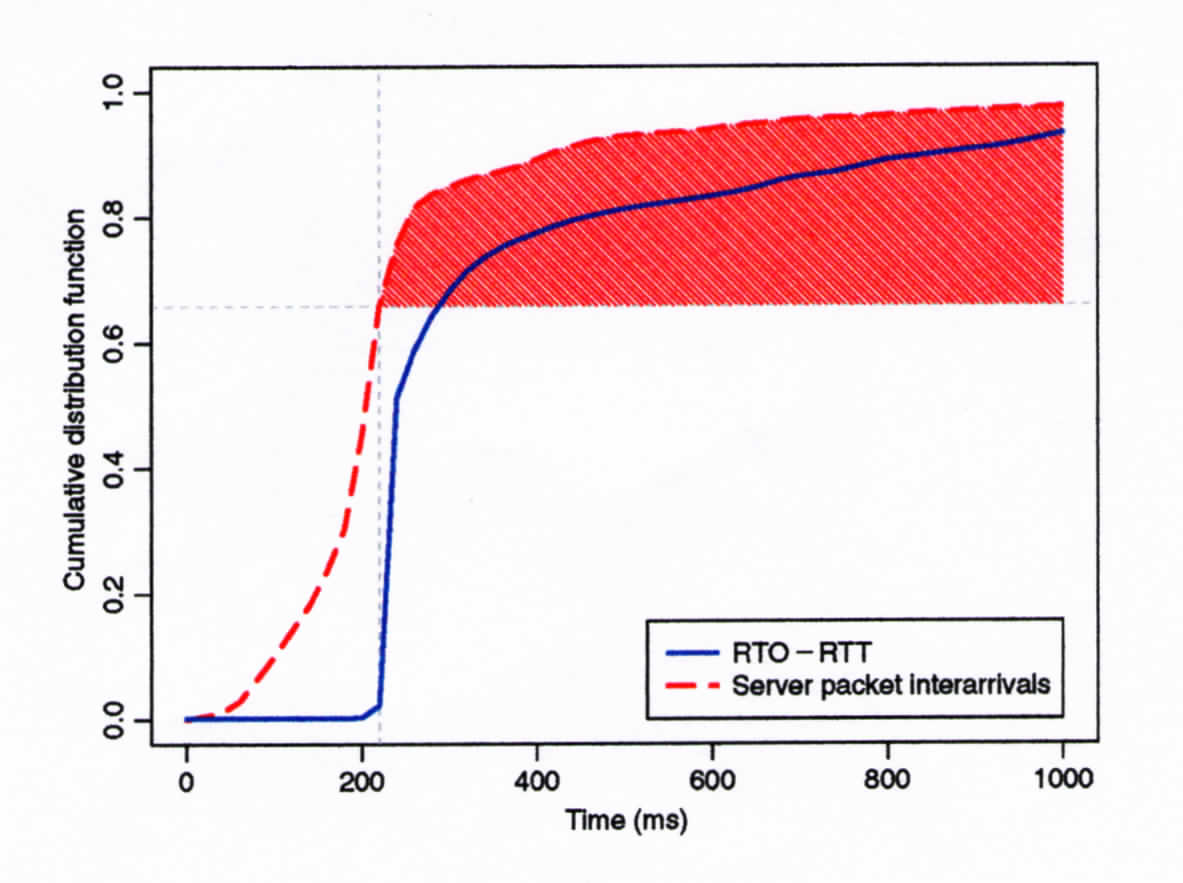 Cumulative distribution function
1.0
0.8
0.6
0.4
0.2
0.0
0 200 400 600 800 1000
Time (ms)
RTO – RTT
Server packet interarrivals